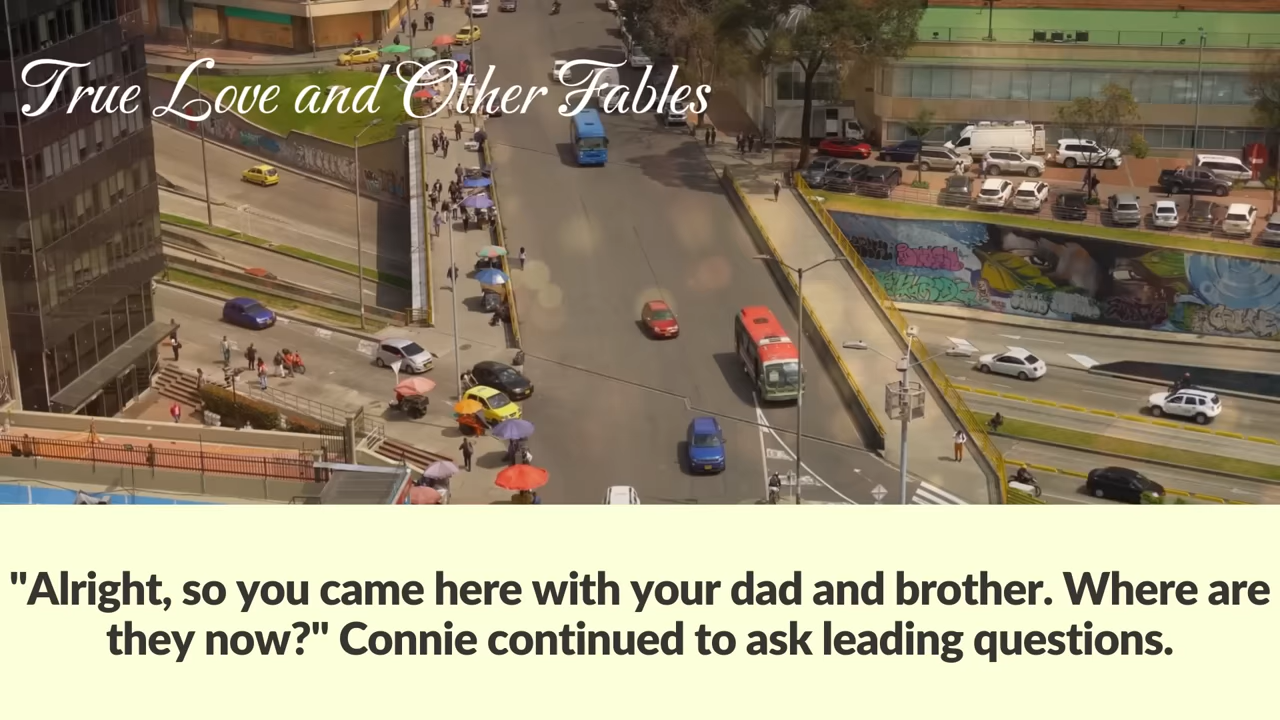 True Love and Other Fables
"Alright, so you came here with your dad and brother. Where are
they now?" Connie continued to ask leading questions.